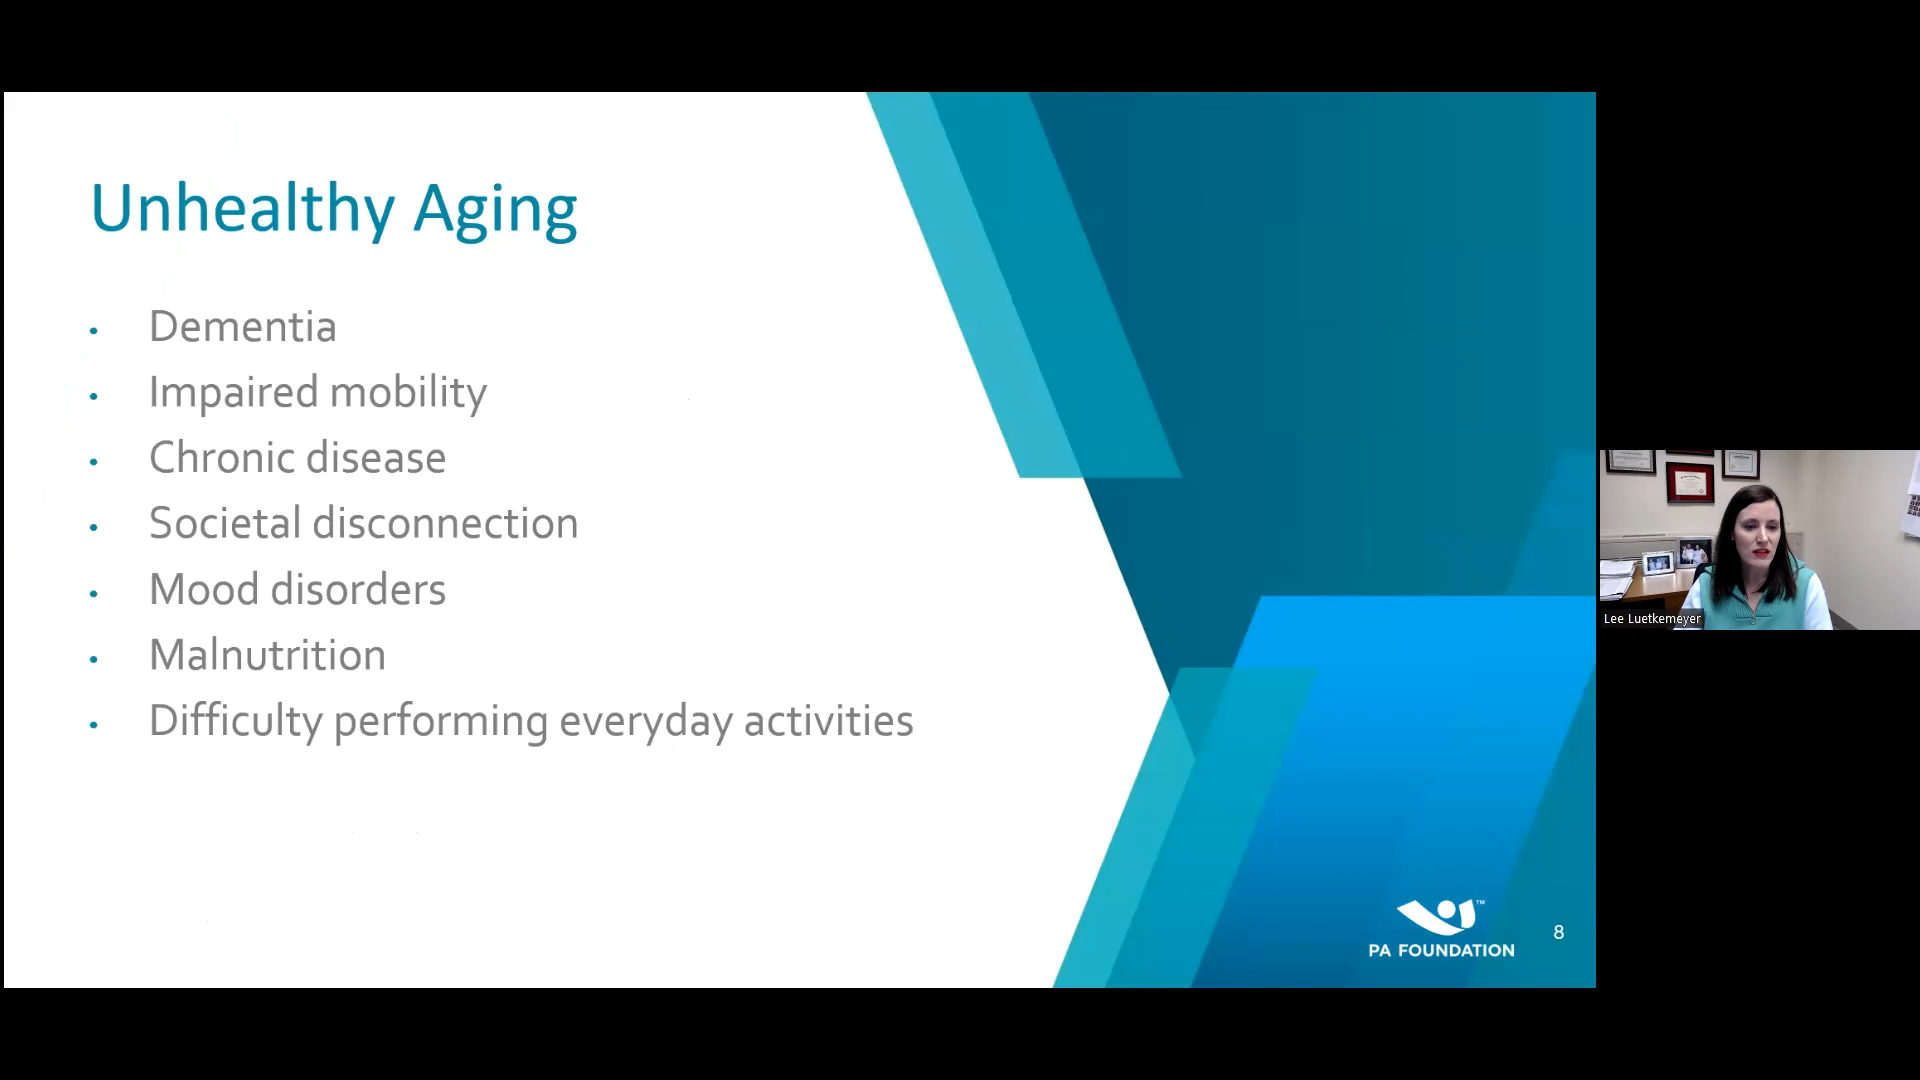 Unhealthy Aging
• Dementia
• Impaired mobility
• Chronic disease
• Societal disconnection
• Mood disorders
• Malnutrition
• Difficulty performing everyday activities
TM
PA FOUNDATION
8
Lee Luetkemeyer